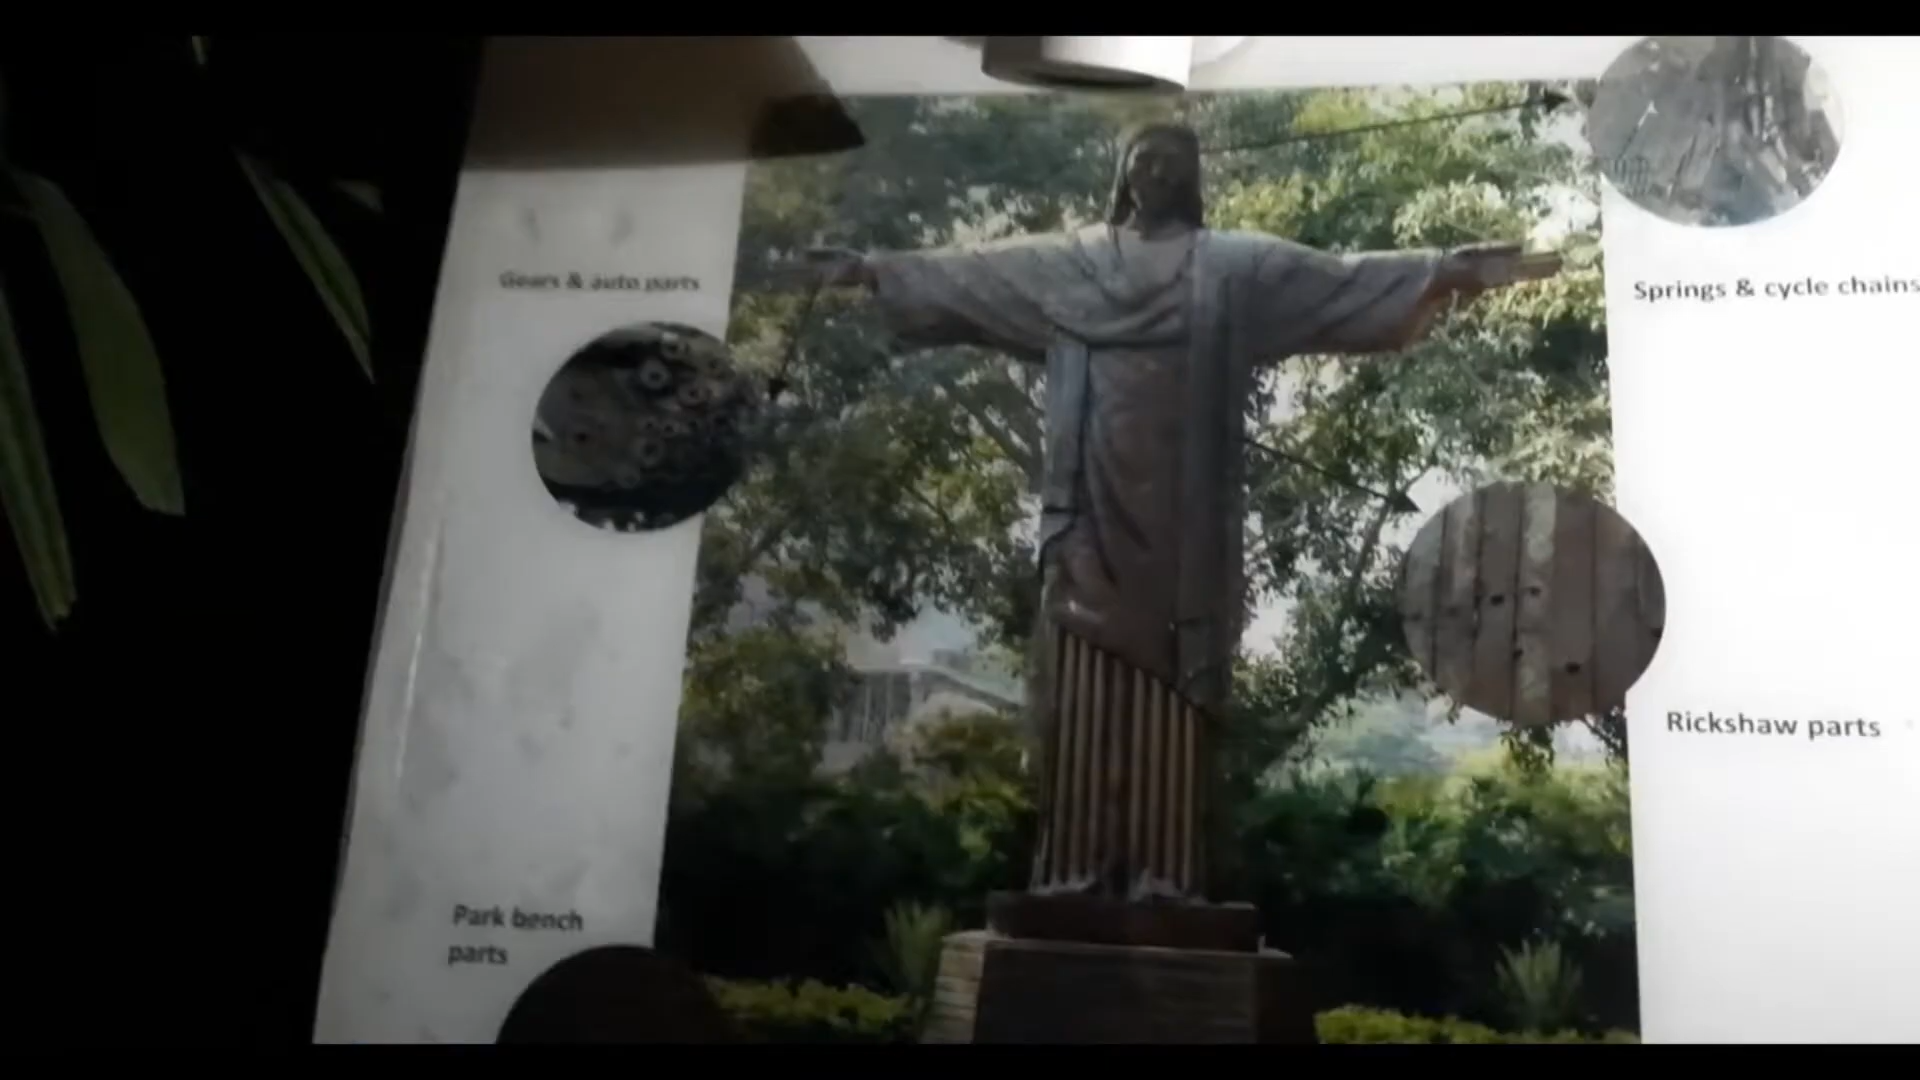 Gears & auto parts
Springs & cycle chains
Rickshaw parts
Park bench
parts